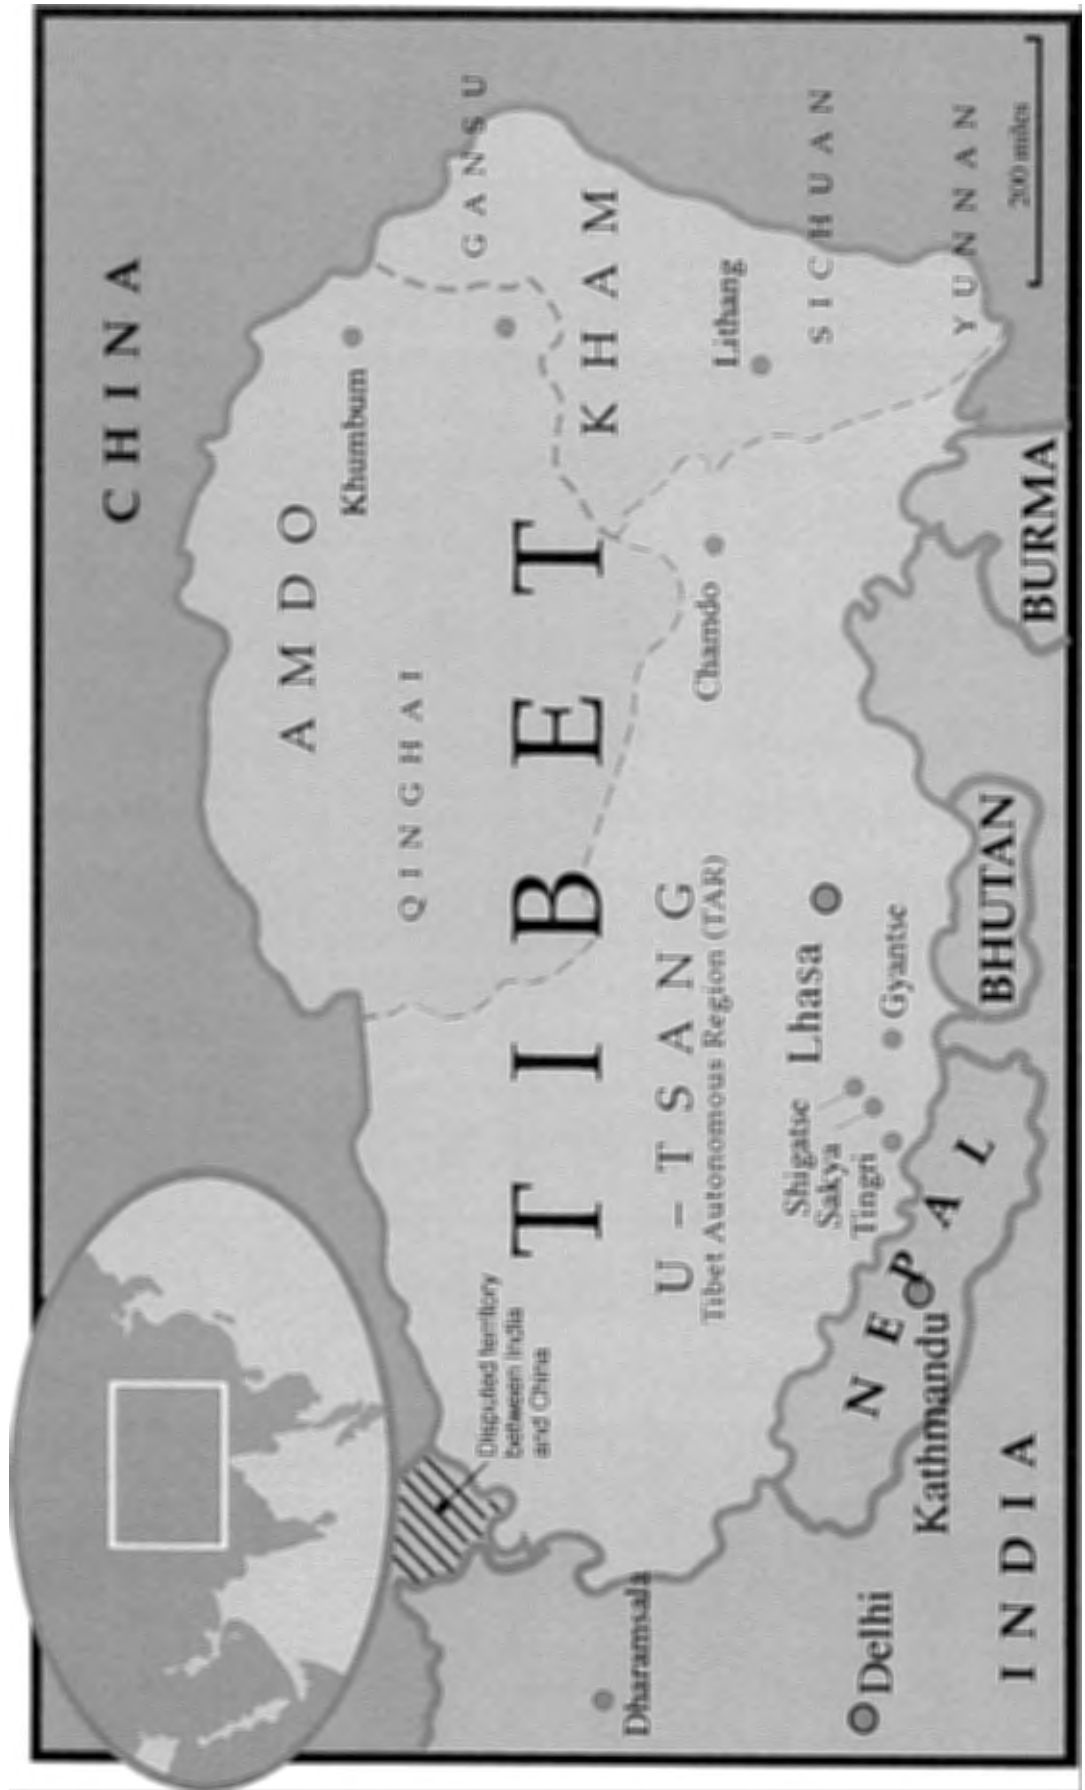 CHINA
GANSU
AMDO
Khumbum
QINGHAI
TIBET
KHAM
Disputed territory
between India
and China
U-TSANG
Tibet Autonomous Region (TAR)
Chamdo
Lithang
SICHUAN
YUNNAN
Lhasa
Shigatse
Sakya
Tingri
Gyantse
Dharamsala
NEPAL
Kathmandu
Delhi
INDIA
BHUTAN
BURMA
200 miles